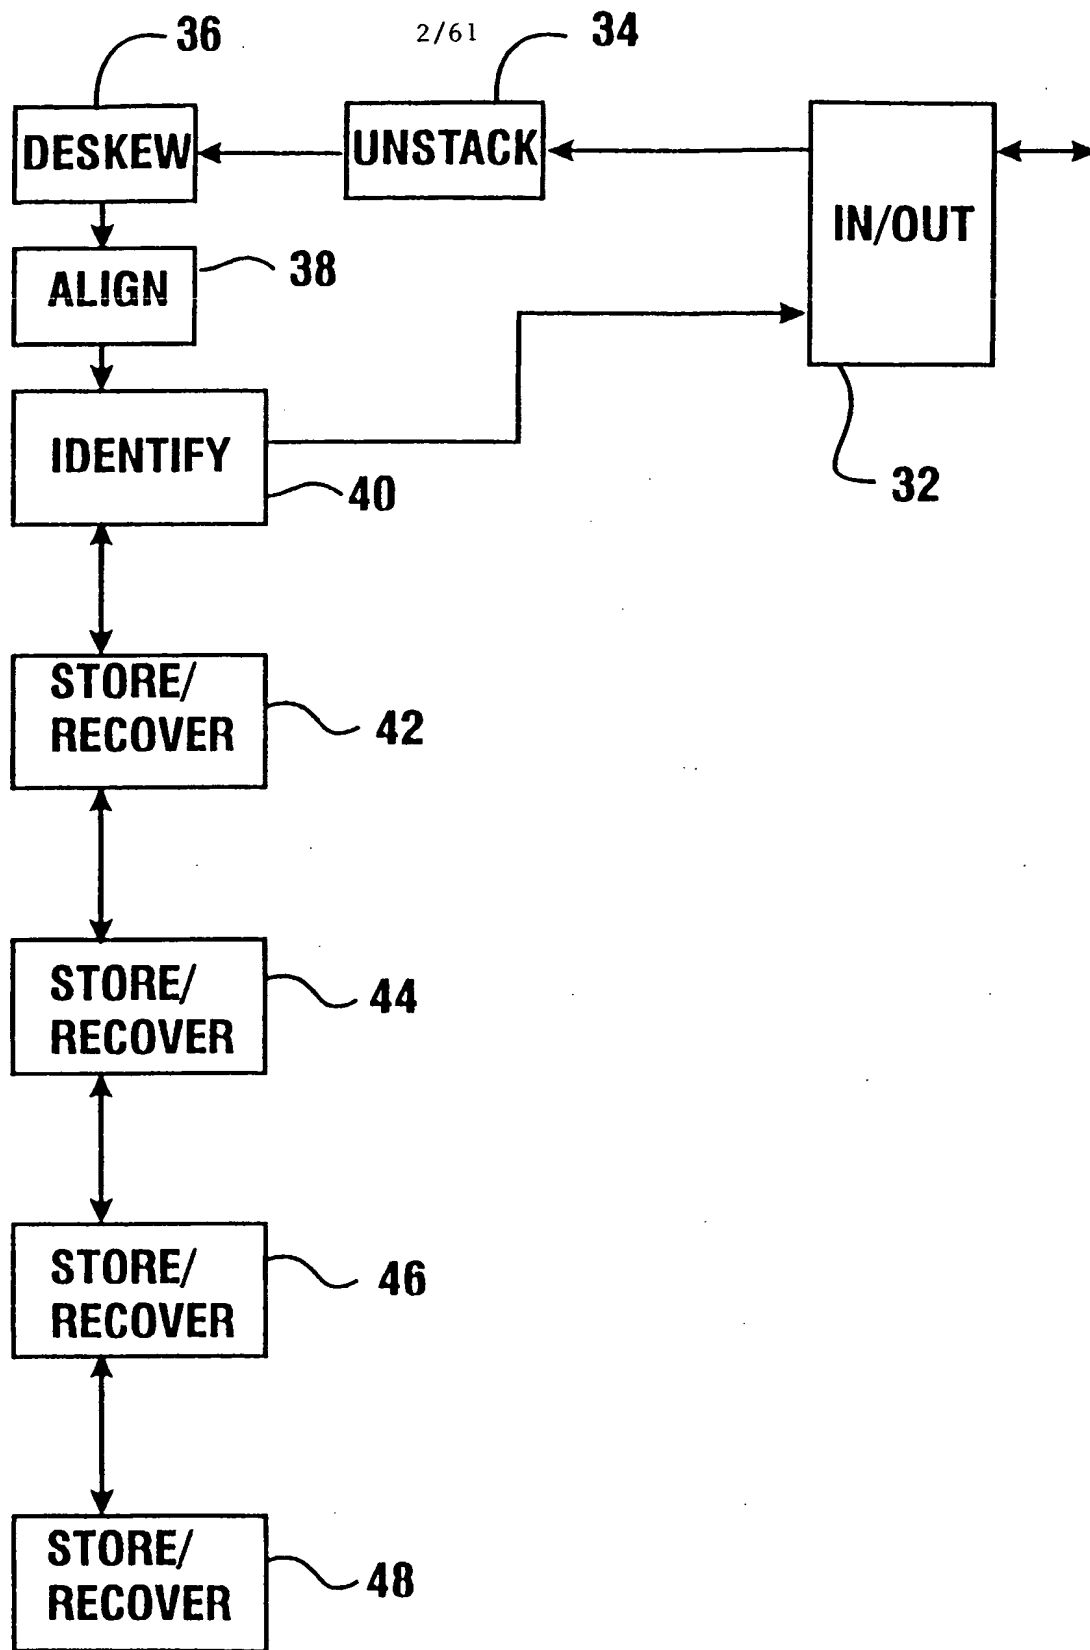 36
2/61
34
DESKEW
UNSTACK
IN/OUT
ALIGN
38
IDENTIFY
40
32
STORE/
RECOVER
42
STORE/
RECOVER
44
STORE/
RECOVER
46
STORE/
RECOVER
48